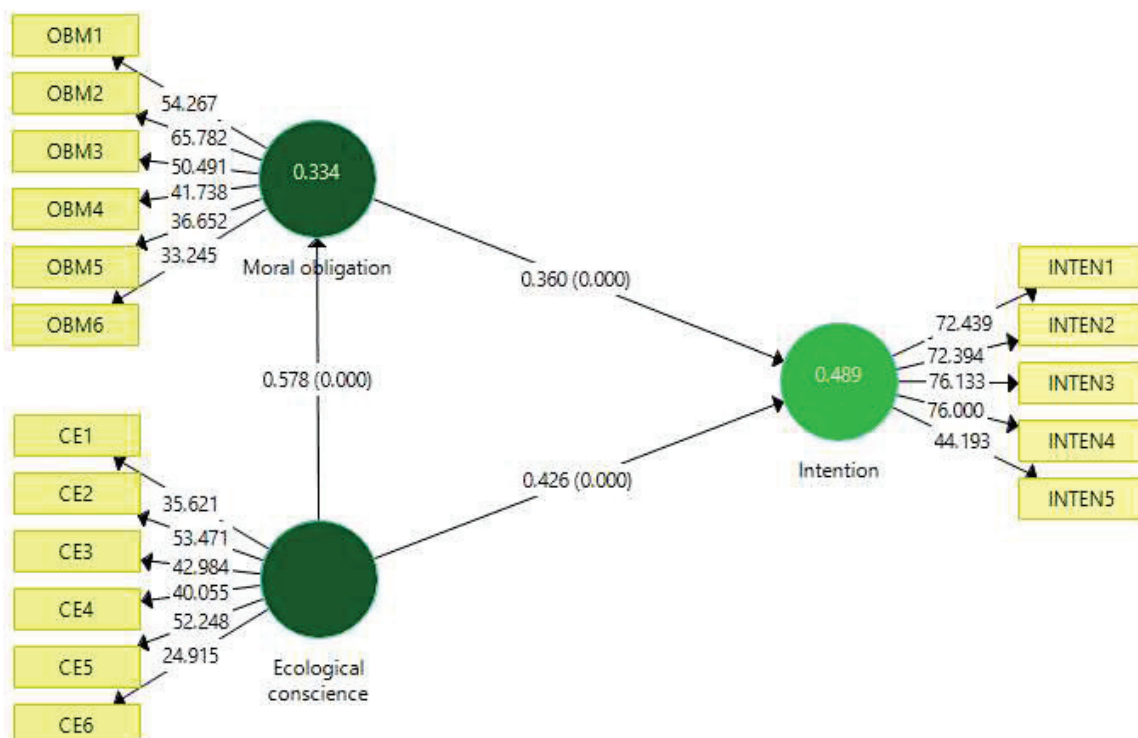 OBM1
OBM2
OBM3
OBM4
OBM5
OBM6
54.267
65.782
50.491
41.738
36.652
33.245
0.334
Moral obligation
0.360 (0.000)
0.578 (0.000)
0.426 (0.000)
CE1
CE2
CE3
CE4
CE5
CE6
35.621
53.471
42.984
40.055
52.248
24.915
Ecological
conscience
0.489
Intention
72.439
72.394
76.133
76.000
44.193
INTEN1
INTEN2
INTEN3
INTEN4
INTEN5